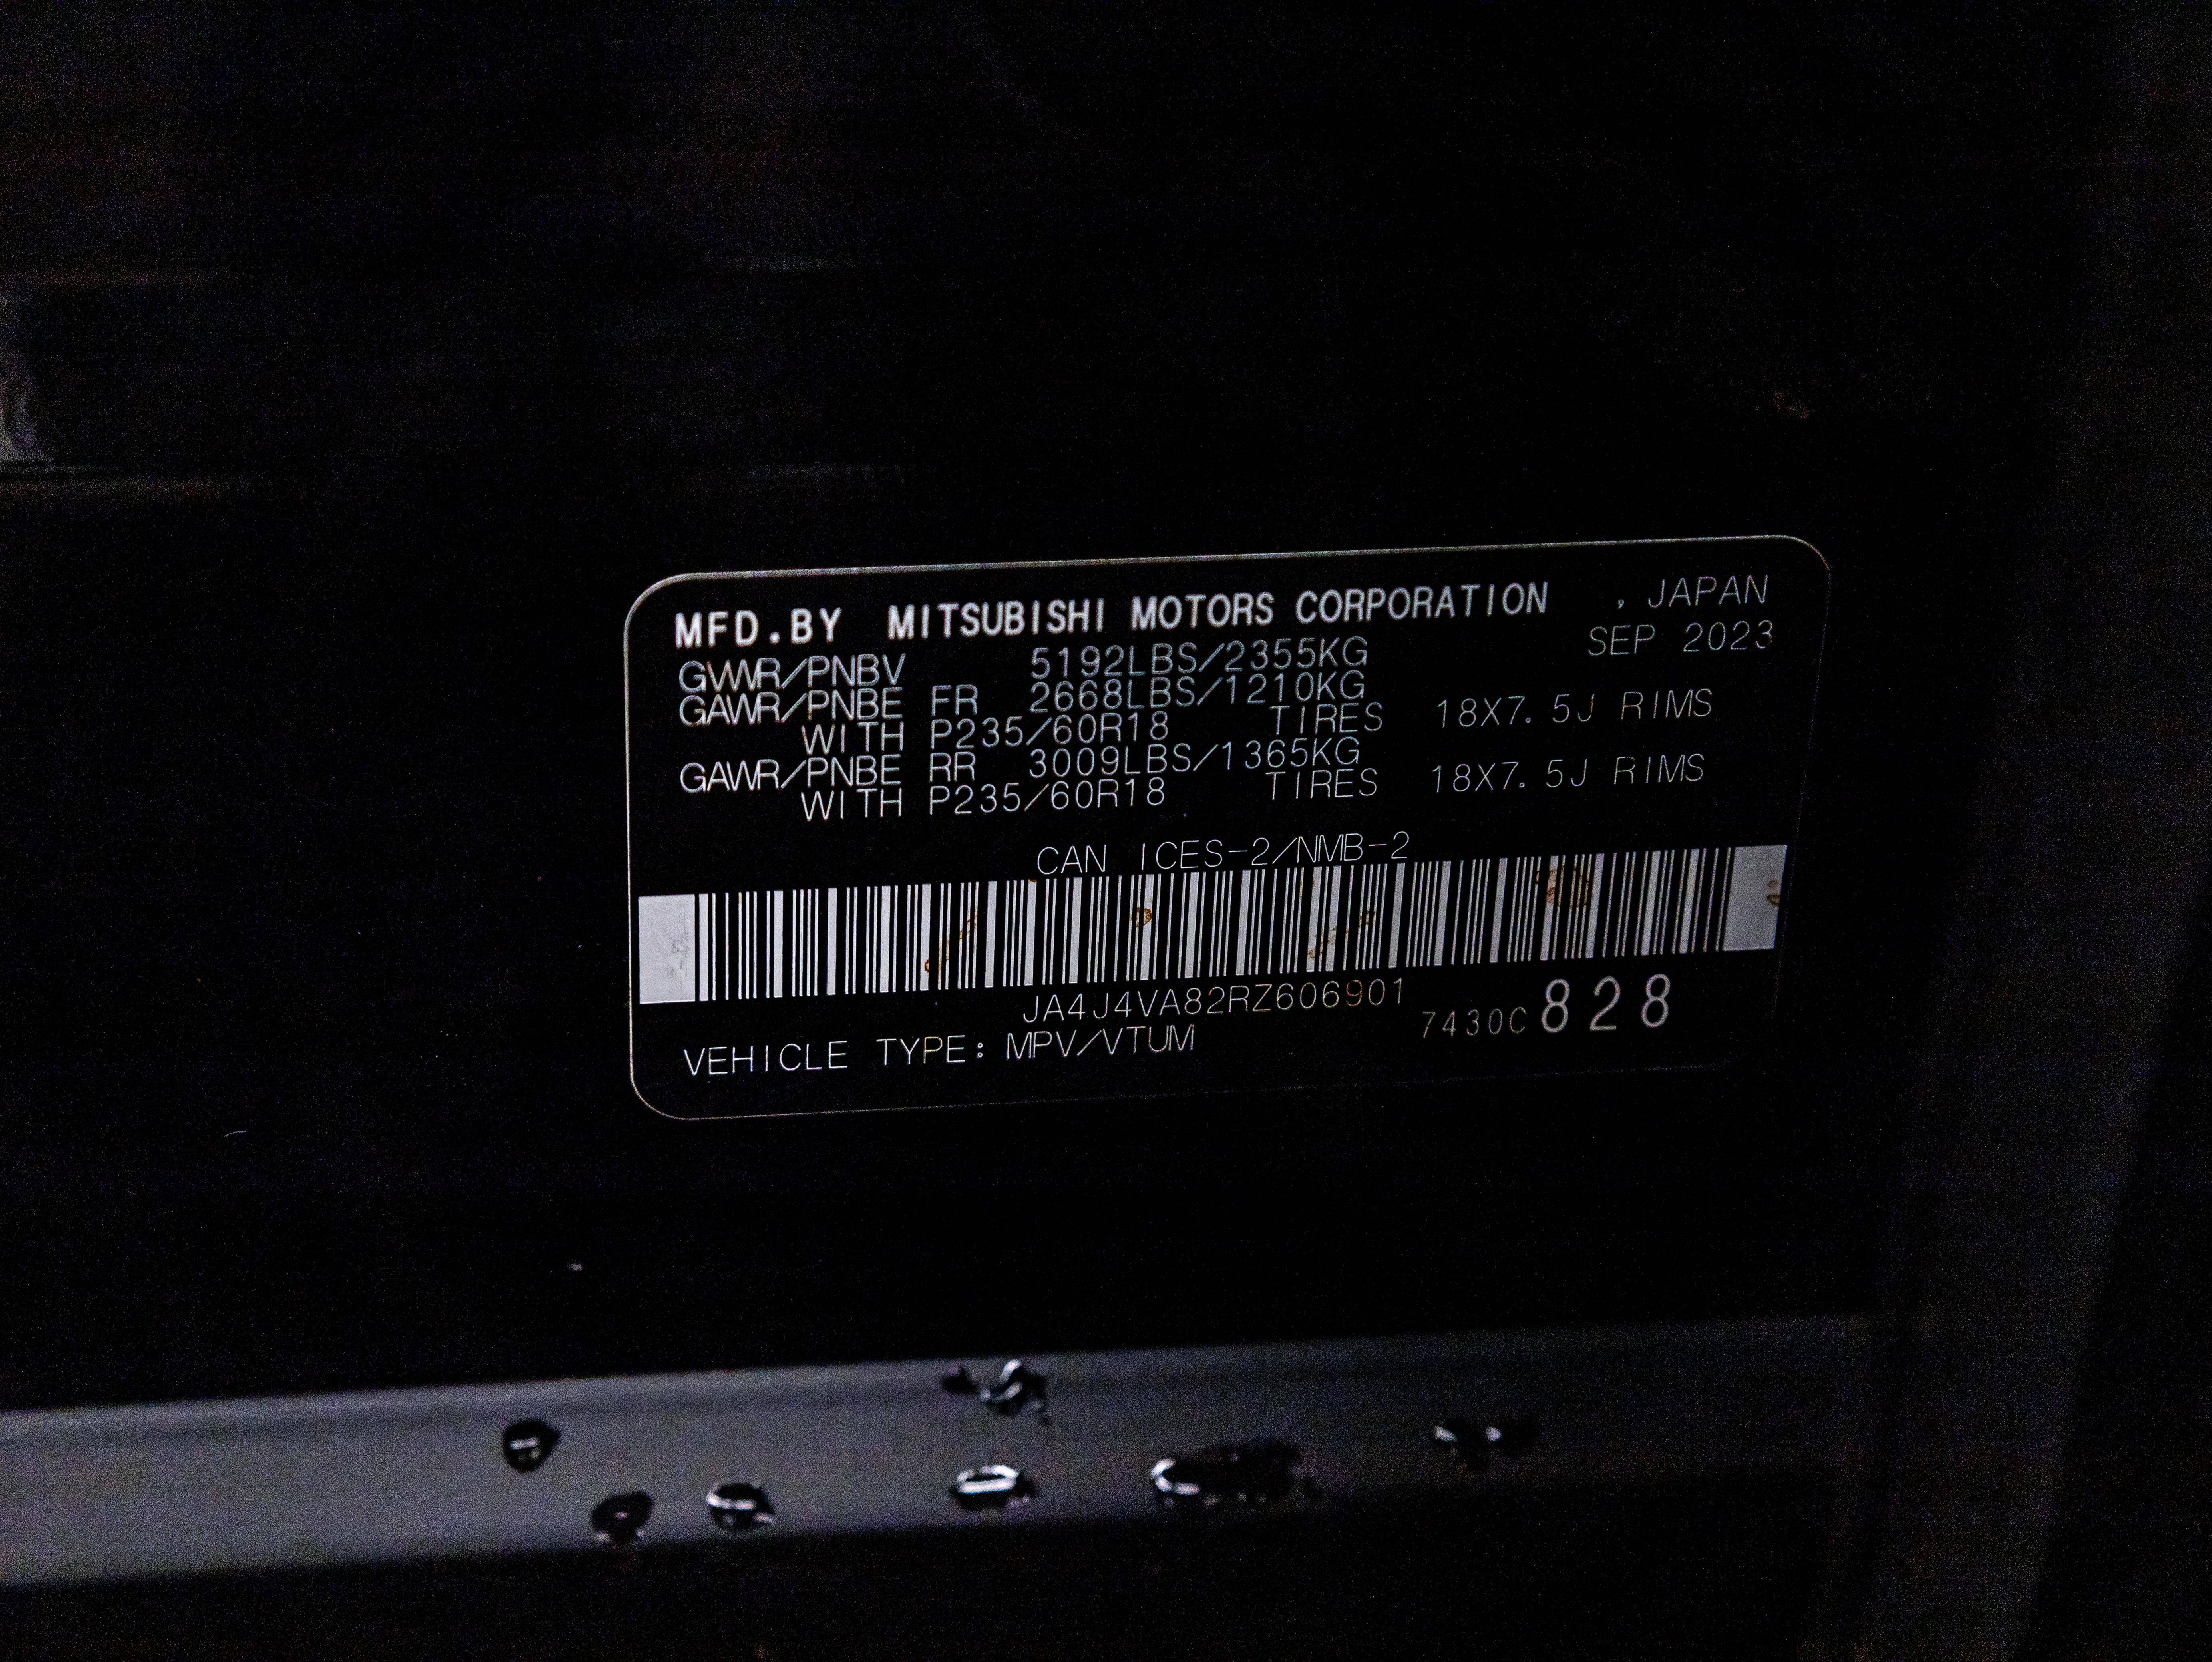 MFD.BY MITSUBISHI MOTORS CORPORATION , JAPAN
SEP 2023
GVWR/PNBV 5192LBS/2355KG
GAWR/PNBE FR 2668LBS/1210KG
WITH P235/60R18 TIRES 18X7.5J RIMS
GAWR/PNBE RR 3009LBS/1365KG
WITH P235/60R18 TIRES 18X7.5J RIMS
CAN ICES-2/NMB-2
JA4J4VA82RZ606901
7430C828
VEHICLE TYPE: MPV/VTUM